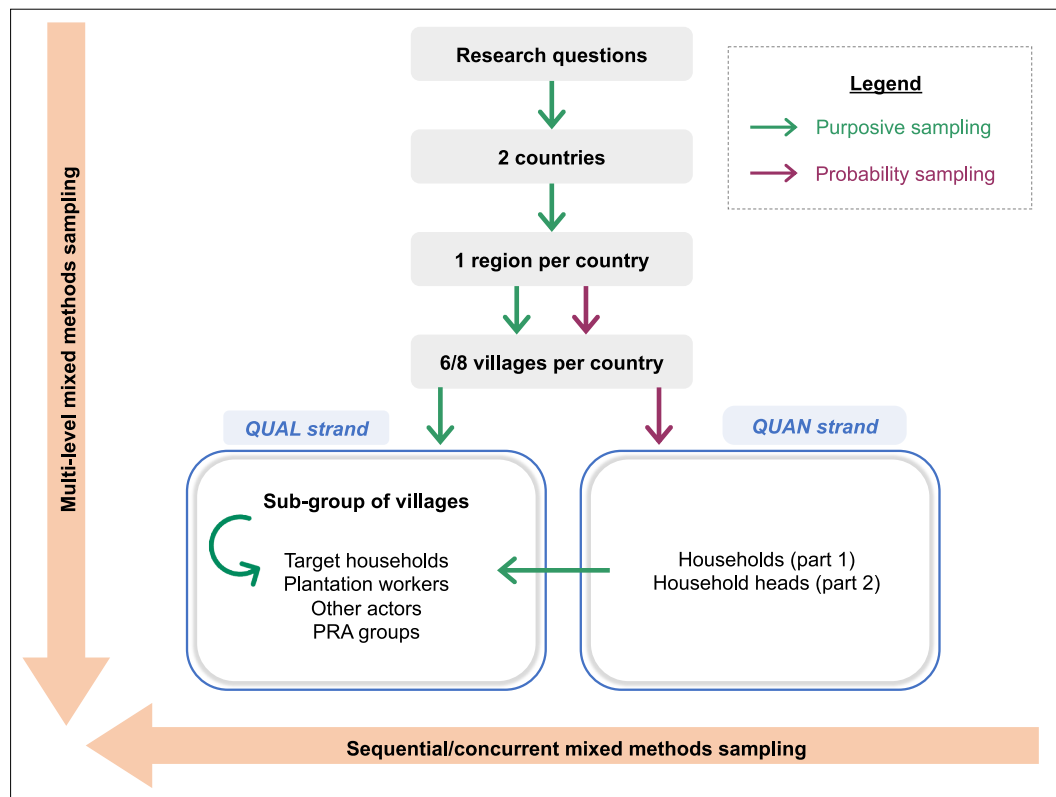 Research questions
Legend
Purposive sampling
Probability sampling
2 countries
1 region per country
6/8 villages per country
Multi-level mixed methods sampling
QUAL strand
QUAN strand
Sub-group of villages
Target households
Plantation workers
Other actors
PRA groups
Households (part 1)
Household heads (part 2)
Sequential/concurrent mixed methods sampling